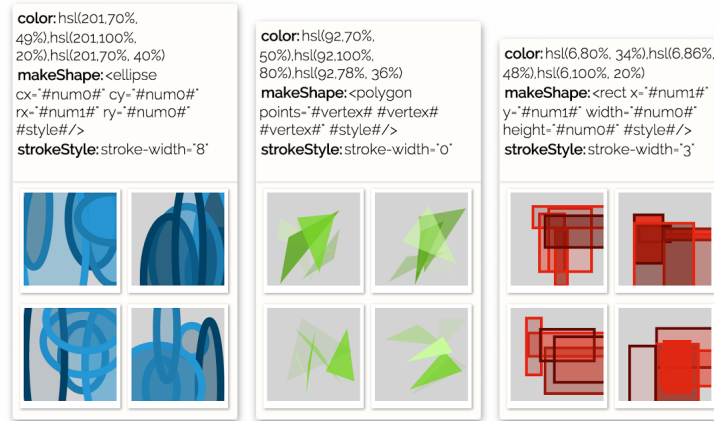 color: hsl(201,70%,
49%),hsl(201,100%,
20%),hsl(201,70%, 40%)
makeShape: <ellipse
cx="#num0#" cy="#num0#"
rx="#num1#" ry="#num0#"
#style#/>
strokeStyle: stroke-width="8"
color: hsl(92,70%,
50%),hsl(92,100%,
80%),hsl(92,78%, 36%)
makeShape: <polygon
points="#vertex# #vertex#
#vertex#" #style#/>
strokeStyle: stroke-width="0"
color: hsl(6,80%, 34%),hsl(6,86%,
48%),hsl(6,100%, 20%)
makeShape: <rect x="#num1#"
y="#num1#" width="#num0#"
height="#num0#" #style#/>
strokeStyle: stroke-width="3"